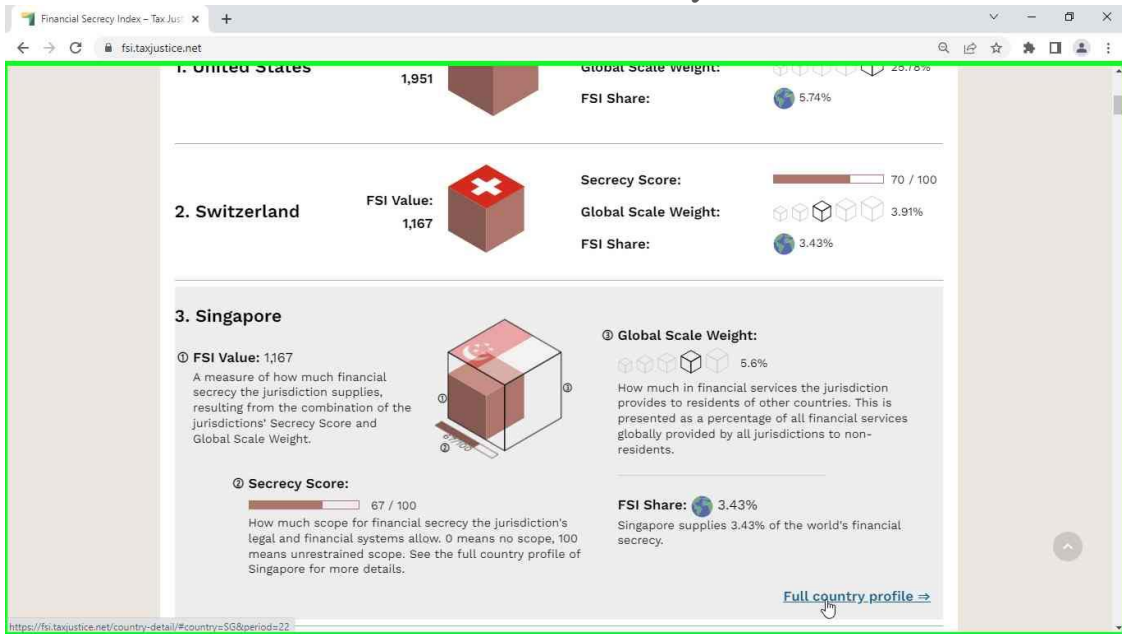 Financial Secrecy Index – Tax Jus
fsi.taxjustice.net
1. United States
1,951
Global Scale Weight:
25.78%
FSI Share:
5.74%
2. Switzerland
FSI Value:
1,167
Secrecy Score:
70 / 100
Global Scale Weight:
3.91%
FSI Share:
3.43%
3. Singapore
① FSI Value: 1,167
A measure of how much financial
secrecy the jurisdiction supplies,
resulting from the combination of the
jurisdictions' Secrecy Score and
Global Scale Weight.
①
②
③
67/100
② Secrecy Score:
67 / 100
How much scope for financial secrecy the jurisdiction's
legal and financial systems allow. 0 means no scope, 100
means unrestrained scope. See the full country profile of
Singapore for more details.
③ Global Scale Weight:
5.6%
How much in financial services the jurisdiction
provides to residents of other countries. This is
presented as a percentage of all financial services
globally provided by all jurisdictions to non-
residents.
FSI Share: 3.43%
Singapore supplies 3.43% of the world's financial
secrecy.
Full country profile ⇒
https://fsi.taxjustice.net/country-detail/#country=SG&period=22